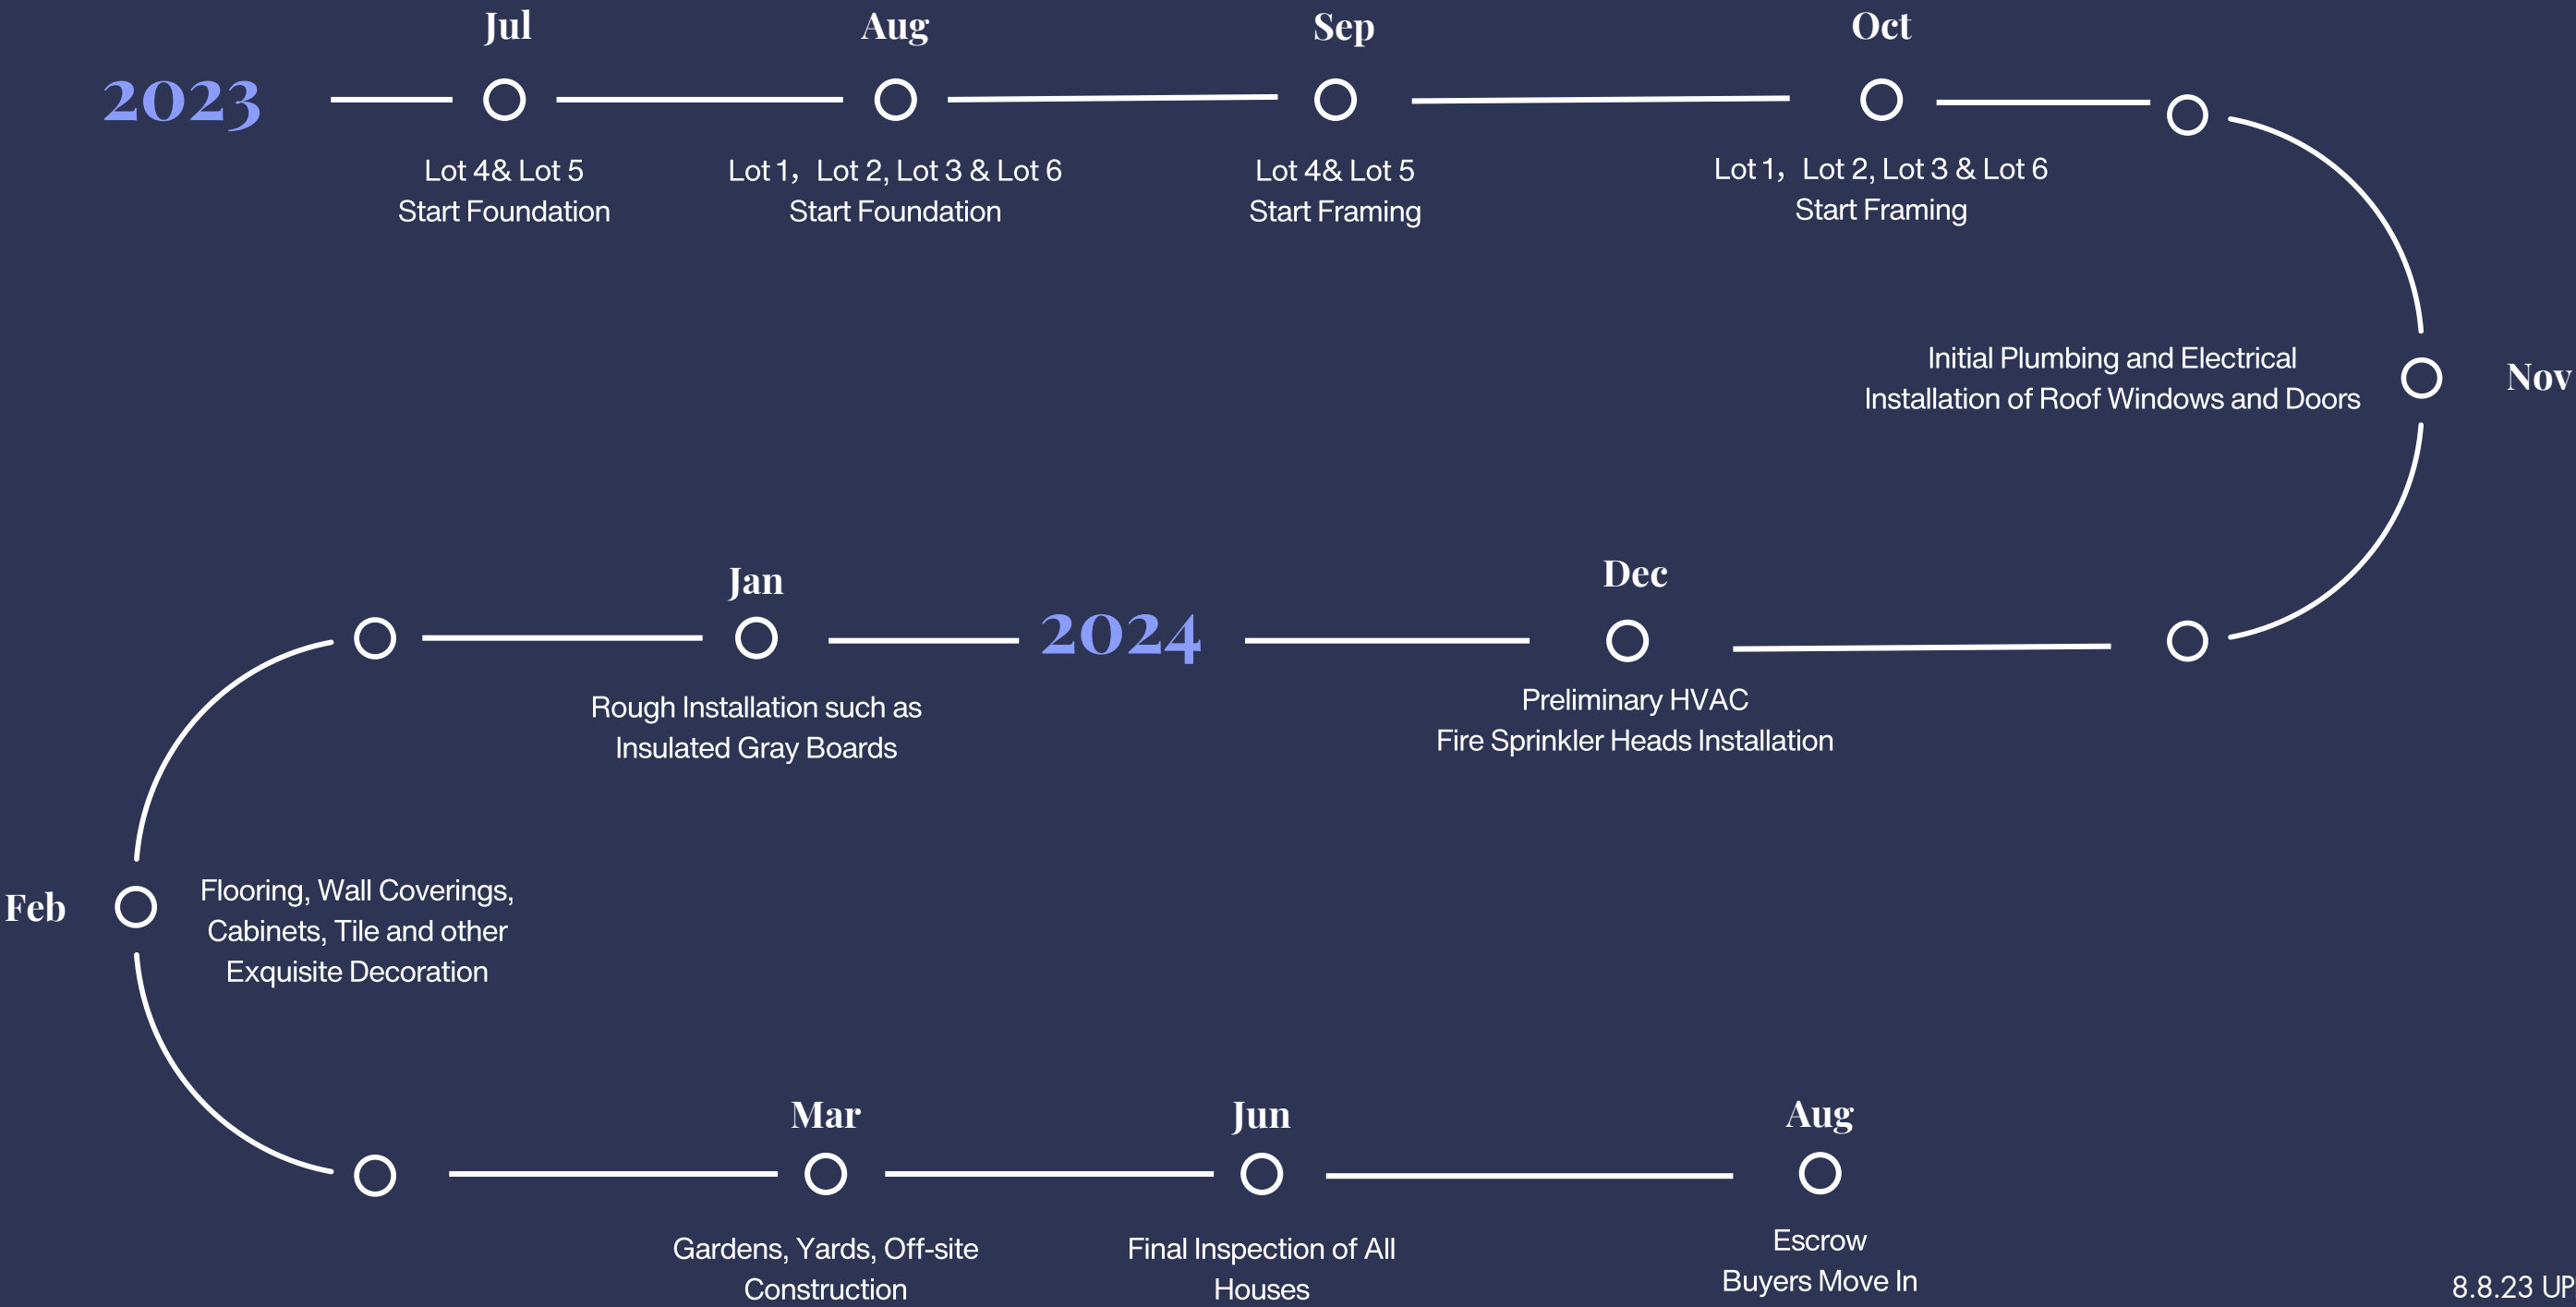 Jul
Aug
Sep
Oct
2023
Lot 4& Lot 5
Start Foundation
Lot 1，Lot 2, Lot 3 & Lot 6
Start Foundation
Lot 4& Lot 5
Start Framing
Lot 1，Lot 2, Lot 3 & Lot 6
Start Framing
Initial Plumbing and Electrical
Installation of Roof Windows and Doors
Nov
Dec
Preliminary HVAC
Fire Sprinkler Heads Installation
2024
Jan
Rough Installation such as
Insulated Gray Boards
Feb
Flooring, Wall Coverings,
Cabinets, Tile and other
Exquisite Decoration
Mar
Gardens, Yards, Off-site
Construction
Jun
Final Inspection of All
Houses
Aug
Escrow
Buyers Move In
8.8.23 UP